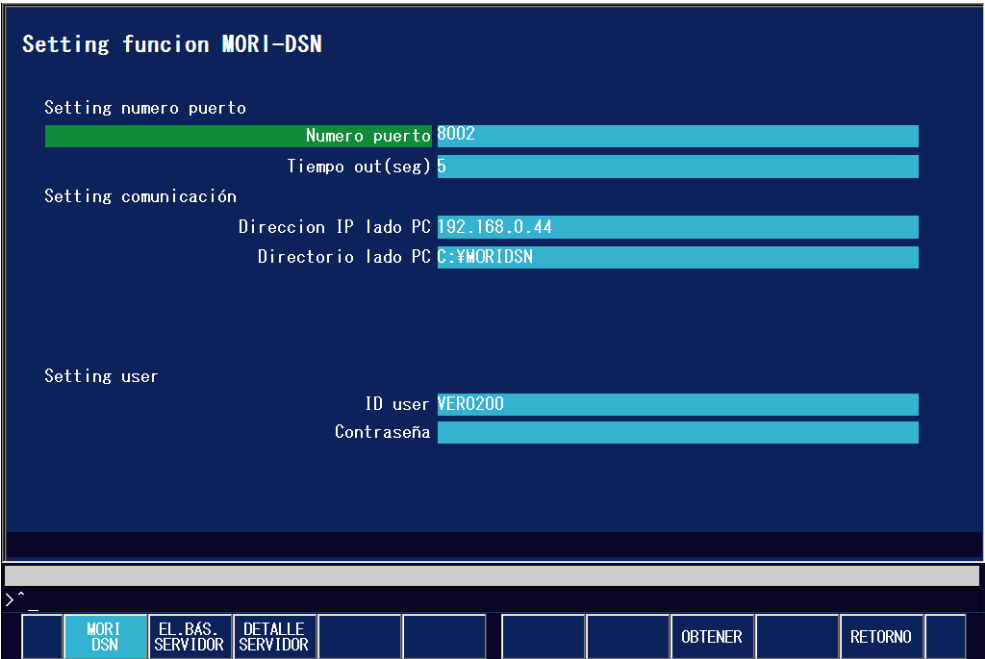 Setting funcion MORI-DSN
Setting numero puerto
Numero puerto 8002
Tiempo out(seg) 5
Setting comunicación
Direccion IP lado PC 192.168.0.44
Directorio lado PC C:¥MORIDSN
Setting user
ID user VER0200
Contraseña
>^_
MORI DSN
EL.BÁS. SERVIDOR
DETALLE SERVIDOR
OBTENER
RETORNO